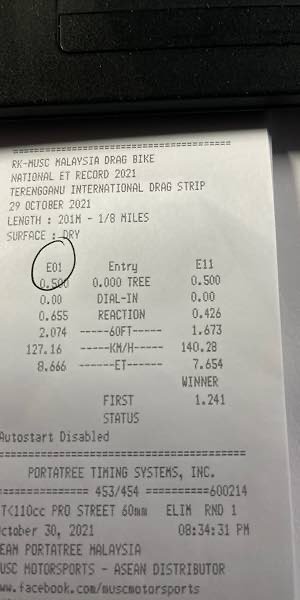 ==============================
RK-MUSC MALAYSIA DRAG BIKE
NATIONAL ET RECORD 2021
TERENGGANU INTERNATIONAL DRAG STRIP
29 OCTOBER 2021
LENGTH : 201M - 1/8 MILES
SURFACE : DRY
E01 Entry E11
0.500 0.000 TREE 0.500
0.00 DIAL-IN 0.00
0.655 REACTION 0.426
2.074 -----60FT----- 1.673
127.16 -----KM/H----- 140.28
8.666 ------ET------ 7.654
WINNER
FIRST 1.241
STATUS
Autostart Disabled
==============================
PORTATREE TIMING SYSTEMS, INC.
============== 453/454 ==========600214
T<110cc PRO STREET 60mm ELIM RND 1
ctober 30, 2021 08:34:31 PM
EAM PORTATREE MALAYSIA
USC MOTORSPORTS - ASEAN DISTRIBUTOR
ww.facebook.com/muscmotorsports